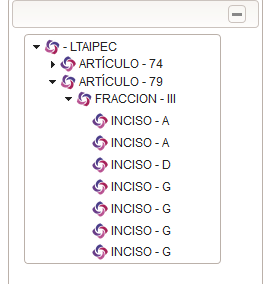 - LTAIPEC
ARTÍCULO - 74
ARTÍCULO - 79
FRACCION - III
INCISO - A
INCISO - A
INCISO - D
INCISO - G
INCISO - G
INCISO - G
INCISO - G